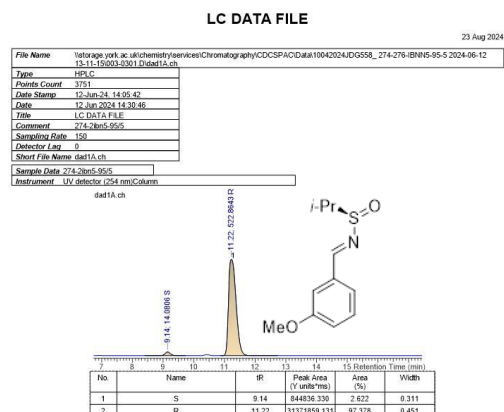 LC DATA FILE
23 Aug 2024
File Name \\storage.york.ac.uk\chemistry\services\Chromatography\CDCSPAC\Data\10042024JDG558_ 274-276-IBNN5-95-5 2024-06-12
13-11-15\003-0301.D\dad1A.ch
Type HPLC
Points Count 3751
Date Stamp 12-Jun-24, 14:05:42
Date 12 Jun 2024 14:30:46
Title LC DATA FILE
Comment 274-2ibn5-95/5
Sampling Rate 150
Detector Lag 0
Short File Name dad1A.ch
Sample Data 274-2ibn5-95/5
Instrument UV detector (254 nm)Column
dad1A.ch
9.14, 14.0806 S
11.22, 522.8643 R
i-Pr
S
O
N
MeO
7 8 9 10 11 12 13 14 15 Retention Time (min)
No. Name tR Peak Area Area Width
(Y units*ms) (%)
1 S 9.14 844836.330 2.622 0.311
2 R 11.22 31371859.131 97.378 0.451